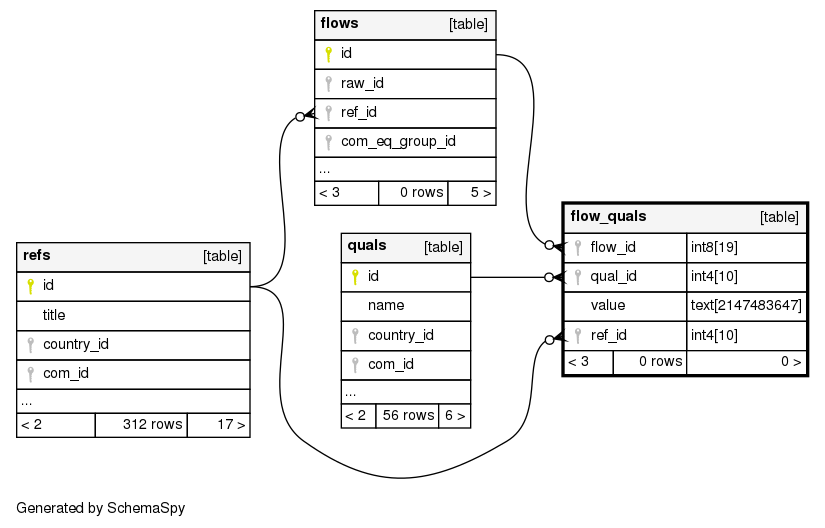 flows [table]
id
raw_id
ref_id
com_eq_group_id
...
< 3 0 rows 5 >
flow_quals [table]
flow_id int8[19]
qual_id int4[10]
value text[2147483647]
ref_id int4[10]
< 3 0 rows 0 >
quals [table]
id
name
country_id
com_id
...
< 2 56 rows 6 >
refs [table]
id
title
country_id
com_id
...
< 2 312 rows 17 >
Generated by SchemaSpy